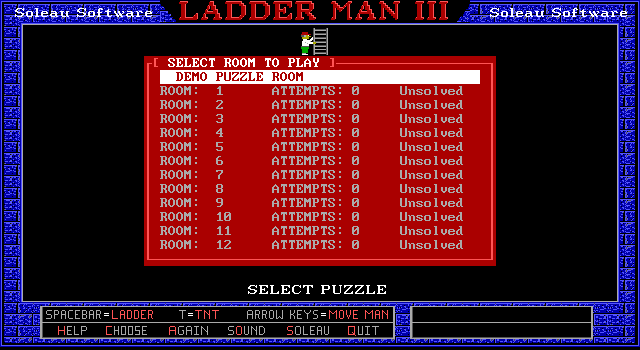 Soleau Software LADDER MAN III Soleau Software
[ SELECT ROOM TO PLAY ]
DEMO PUZZLE ROOM
ROOM: 1 ATTEMPTS: 0 Unsolved
ROOM: 2 ATTEMPTS: 0 Unsolved
ROOM: 3 ATTEMPTS: 0 Unsolved
ROOM: 4 ATTEMPTS: 0 Unsolved
ROOM: 5 ATTEMPTS: 0 Unsolved
ROOM: 6 ATTEMPTS: 0 Unsolved
ROOM: 7 ATTEMPTS: 0 Unsolved
ROOM: 8 ATTEMPTS: 0 Unsolved
ROOM: 9 ATTEMPTS: 0 Unsolved
ROOM: 10 ATTEMPTS: 0 Unsolved
ROOM: 11 ATTEMPTS: 0 Unsolved
ROOM: 12 ATTEMPTS: 0 Unsolved
SELECT PUZZLE
SPACEBAR=LADDER T=TNT ARROW KEYS=MOVE MAN
HELP CHOOSE AGAIN SOUND SOLEAU QUIT